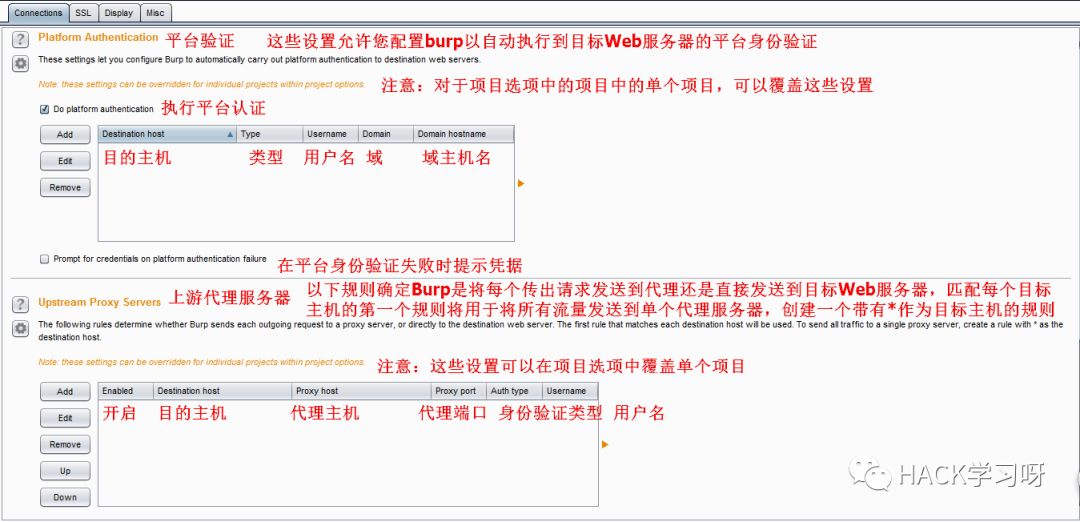 Connections SSL Display Misc
? Platform Authentication 平台验证 这些设置允许您配置burp以自动执行到目标Web服务器的平台身份验证
These settings let you configure Burp to automatically carry out platform authentication to destination web servers.
Note: these settings can be overridden for individual projects within project options. 注意：对于项目选项中的项目中的单个项目，可以覆盖这些设置
Do platform authentication 执行平台认证
Add Destination host Type Username Domain Domain hostname
Edit 目的主机 类型 用户名 域 域主机名
Remove
Prompt for credentials on platform authentication failure 在平台身份验证失败时提示凭据
? Upstream Proxy Servers 上游代理服务器 以下规则确定Burp是将每个传出请求发送到代理还是直接发送到目标Web服务器，匹配每个目标
主机的第一个规则将用于将所有流量发送到单个代理服务器，创建一个带有*作为目标主机的规则
The following rules determine whether Burp sends each outgoing request to a proxy server, or directly to the destination web server. The first rule that matches each destination host will be used. To send all traffic to a single proxy server, create a rule with * as the
destination host.
Note: these settings can be overridden for individual projects within project options. 注意：这些设置可以在项目选项中覆盖单个项目
Add Enabled Destination host Proxy host Proxy port Auth type Username
Edit 开启 目的主机 代理主机 代理端口 身份验证类型 用户名
Remove
Up
Down
HACK学习呀